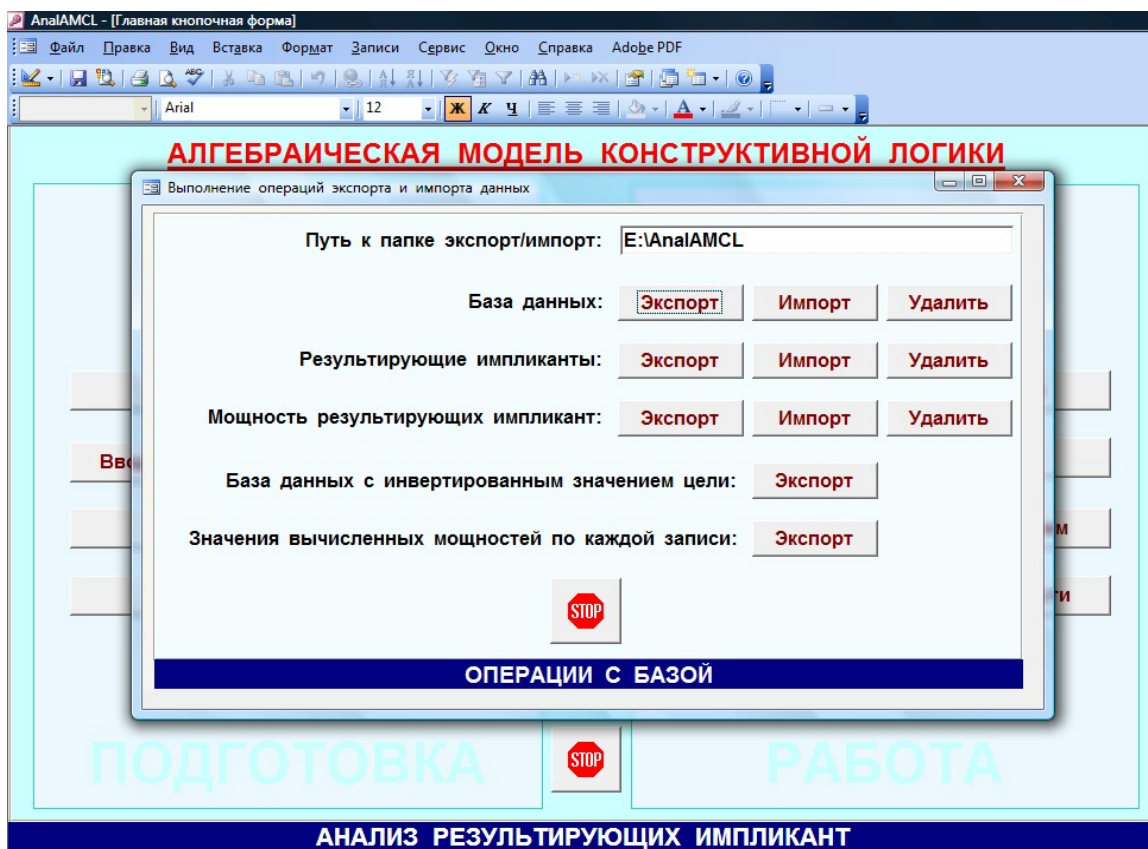 AnalAMCL - [Главная кнопочная форма]
Файл Правка Вид Вставка Формат Записи Сервис Окно Справка Adobe PDF
Arial 12 Ж К Ч
АЛГЕБРАИЧЕСКАЯ МОДЕЛЬ КОНСТРУКТИВНОЙ ЛОГИКИ
Выполнение операций экспорта и импорта данных
Путь к папке экспорт/импорт: E:\AnalAMCL
База данных: Экспорт Импорт Удалить
Результирующие импликанты: Экспорт Импорт Удалить
Мощность результирующих импликант: Экспорт Импорт Удалить
База данных с инвертированным значением цели: Экспорт
Значения вычисленных мощностей по каждой записи: Экспорт
STOP
ОПЕРАЦИИ С БАЗОЙ
ПОДГОТОВКА STOP РАБОТА
АНАЛИЗ РЕЗУЛЬТИРУЮЩИХ ИМПЛИКАНТ